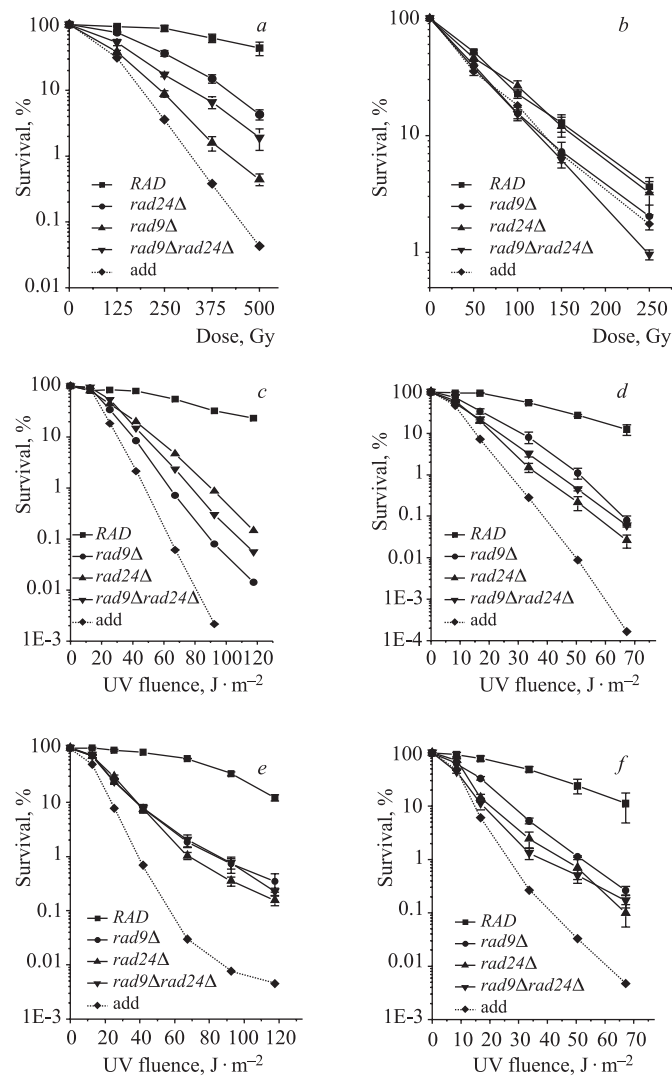 a
Survival, %
100
10
1
0.1
0.01
RAD
rad24Δ
rad9Δ
rad9Δrad24Δ
add
0 125 250 375 500
Dose, Gy
b
Survival, %
100
10
1
RAD
rad9Δ
rad24Δ
rad9Δrad24Δ
add
0 50 100 150 200 250
Dose, Gy
c
Survival, %
100
10
1
0.1
0.01
1E-3
RAD
rad9Δ
rad24Δ
rad9Δrad24Δ
add
0 20 40 60 80 100 120
UV fluence, J · m–2
d
Survival, %
100
10
1
0.1
0.01
1E-3
1E-4
RAD
rad9Δ
rad24Δ
rad9Δrad24Δ
add
0 10 20 30 40 50 60 70
UV fluence, J · m–2
e
Survival, %
100
10
1
0.1
0.01
1E-3
RAD
rad9Δ
rad24Δ
rad9Δrad24Δ
add
0 20 40 60 80 100 120
UV fluence, J · m–2
f
Survival, %
100
10
1
0.1
0.01
1E-3
RAD
rad9Δ
rad24Δ
rad9Δrad24Δ
add
0 10 20 30 40 50 60 70
UV fluence, J · m–2